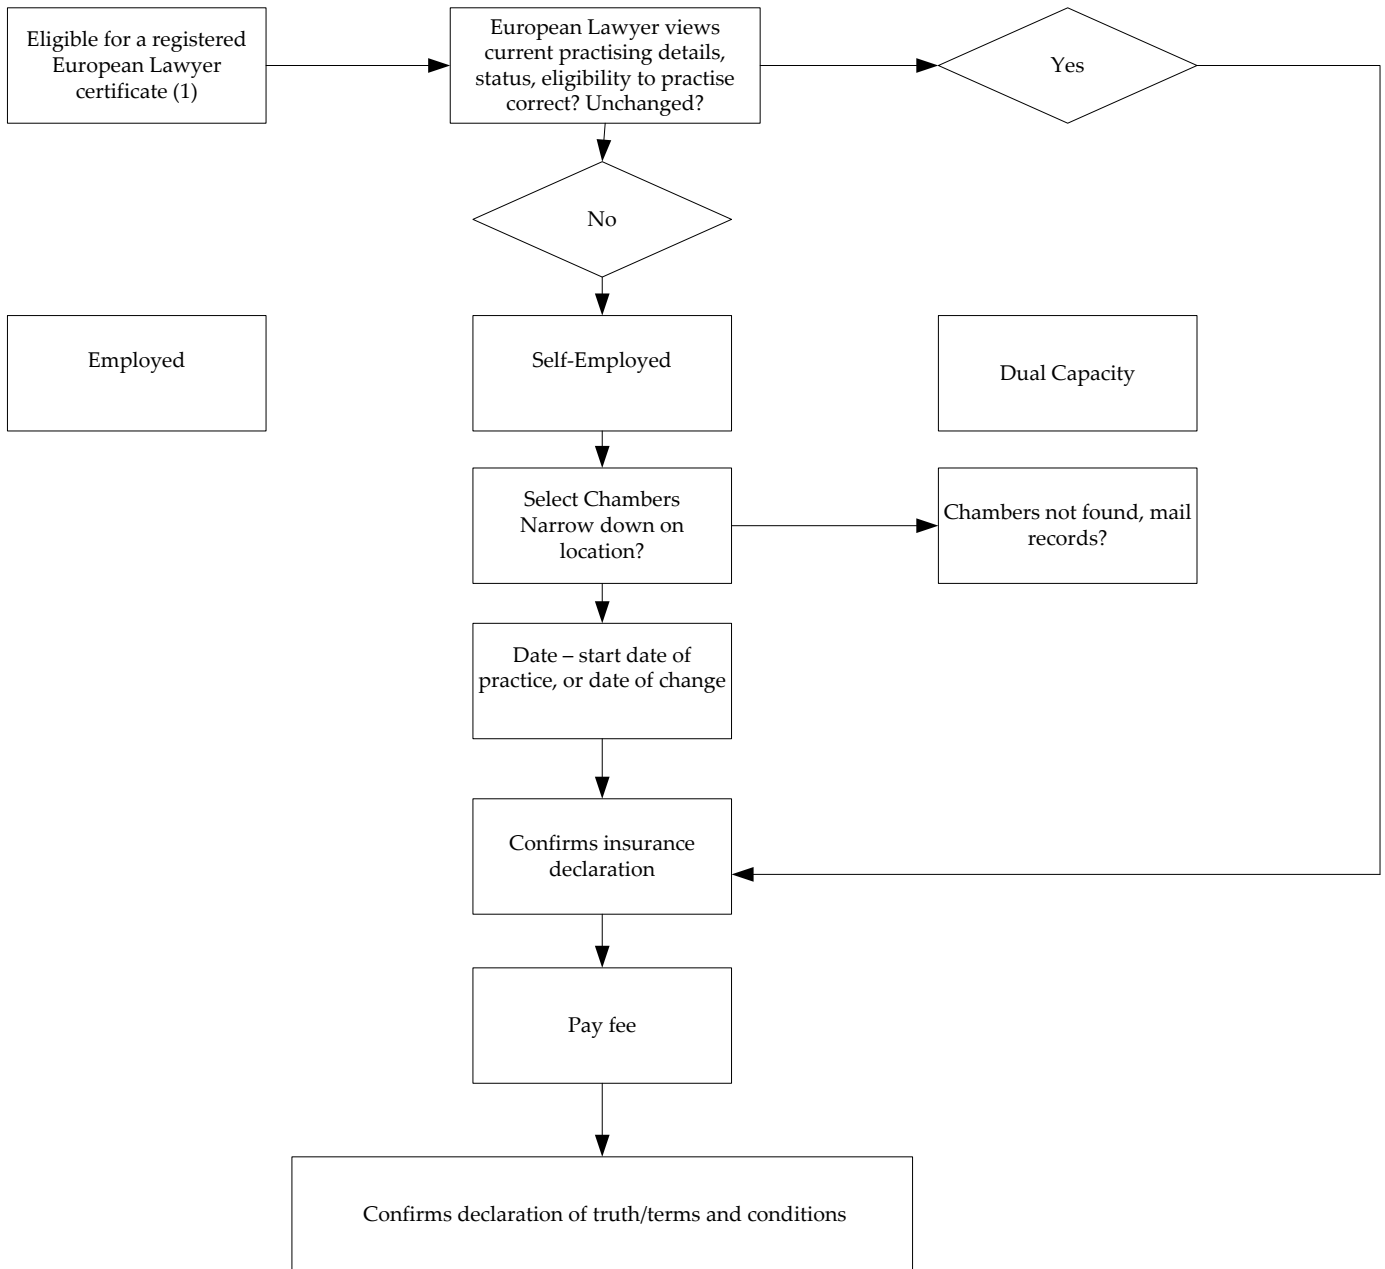 Eligible for a registered
European Lawyer
certificate (1)
European Lawyer views
current practising details,
status, eligibility to practise
correct? Unchanged?
Yes
No
Employed
Self-Employed
Dual Capacity
Select Chambers
Narrow down on
location?
Chambers not found, mail
records?
Date – start date of
practice, or date of change
Confirms insurance
declaration
Pay fee
Confirms declaration of truth/terms and conditions